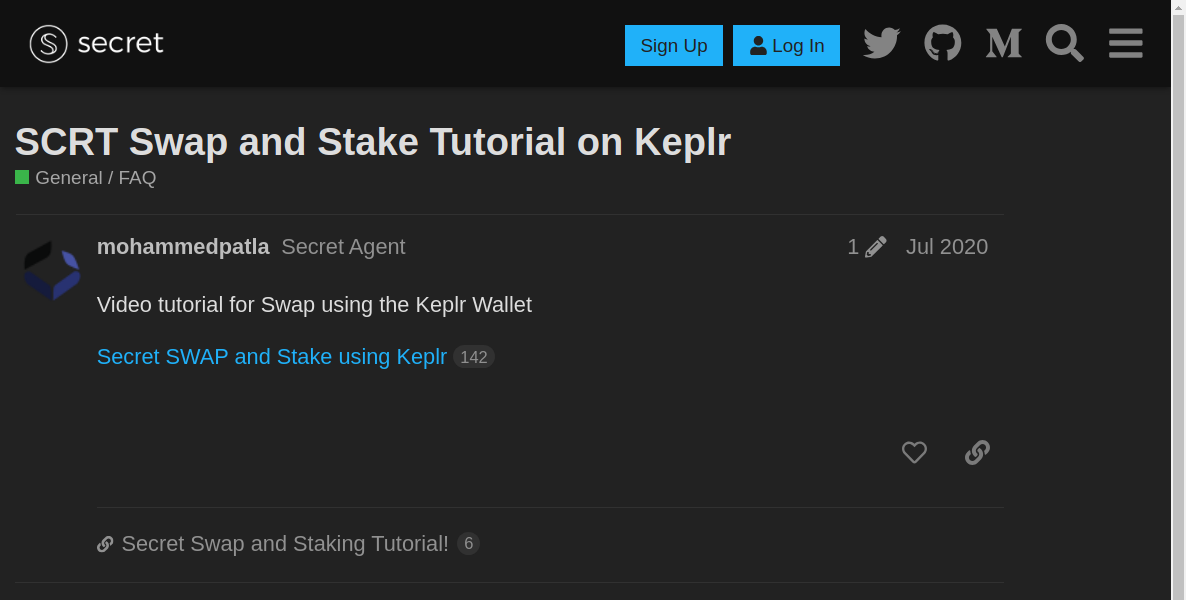 secret
Sign Up
Log In
SCRT Swap and Stake Tutorial on Keplr
General / FAQ
mohammedpatla Secret Agent 1 Jul 2020
Video tutorial for Swap using the Keplr Wallet
Secret SWAP and Stake using Keplr 142
Secret Swap and Staking Tutorial! 6